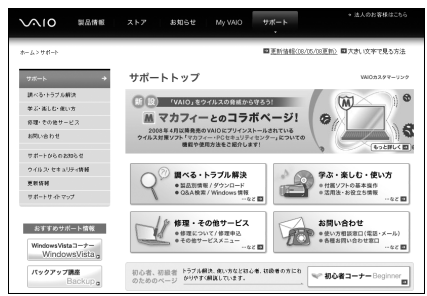 VAIO 製品情報 ストア お知らせ My VAIO サポート
法人のお客様はこちら
ホーム > サポート
更新情報(08/05/08更新) 大きい文字で見る方法
サポート
調べる・トラブル解決
学ぶ・楽しむ・使い方
修理・その他サービス
お問い合わせ
サポートからのお知らせ
ウイルス・セキュリティ情報
更新情報
サポートサイトマップ
おすすめサポート情報
WindowsVistaコーナー
WindowsVista
バックアップ講座
Backup
サポートトップ
VAIOカスタマーリンク
新設 「VAIO」をウイルスの脅威から守ろう!
M マカフィーとのコラボページ!
2008年4月以降発売のVAIOにプリインストールされている
ウイルス対策ソフト「マカフィー・PCセキュリティセンター」についての
機能や使用方法をご紹介します!
もっと詳しく
調べる・トラブル解決
製品別情報/ダウンロード
Q&A検索/Windows 情報
…など
学ぶ・楽しむ・使い方
付属ソフトの基本操作
活用法・お役立ち情報
…など
修理・その他サービス
修理について/修理申込
その他サービスメニュー
…など
お問い合わせ
使い方相談窓口(電話・メール)
各種お問い合わせ窓口
…など
初心者、初級者のためのページ
トラブル解決、使い方など初心者、初級者の方にわかりやすく解説しています。
初心者コーナー Beginner